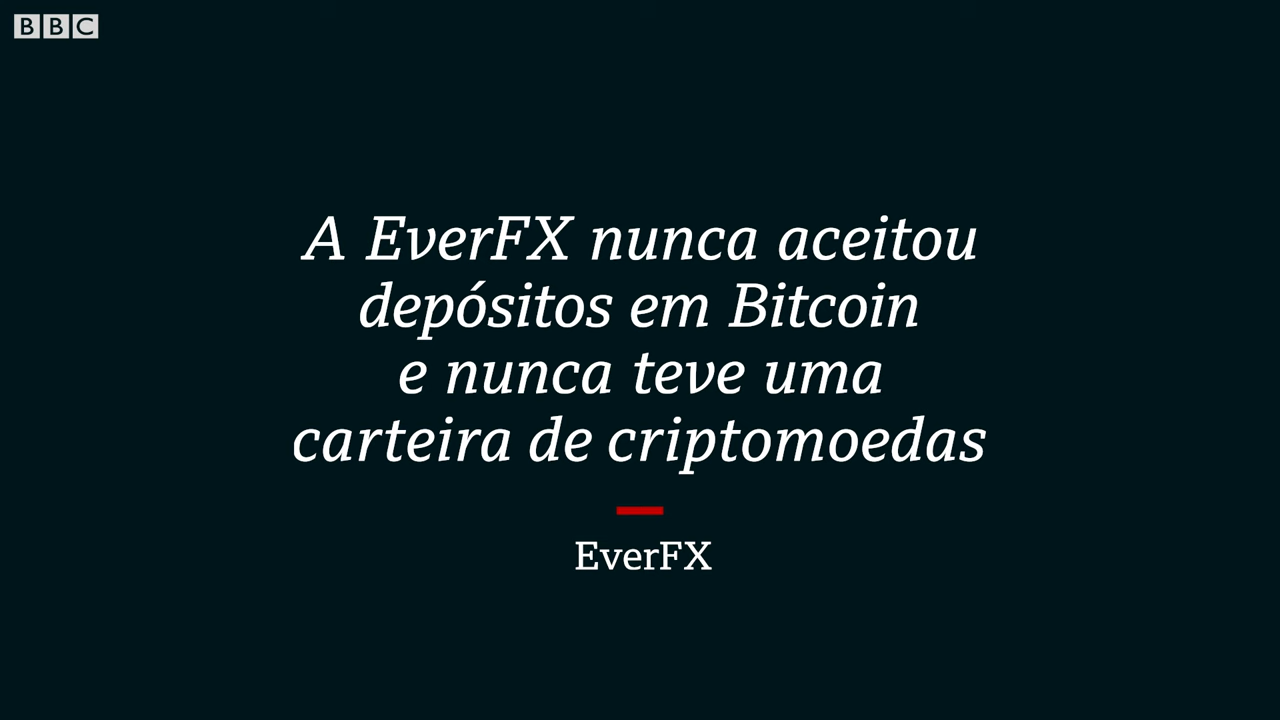 BBC
A EverFX nunca aceitou
depósitos em Bitcoin
e nunca teve uma
carteira de criptomoedas
EverFX